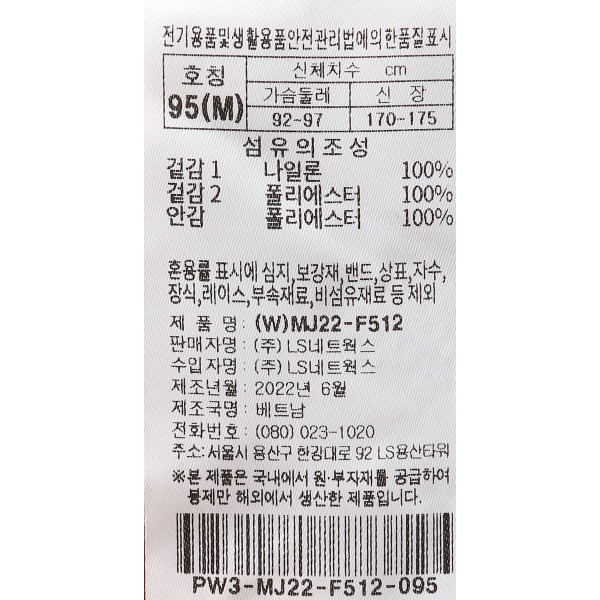 전기용품및생활용품안전관리법에의한품질표시
호칭 신체치수 cm
95(M) 가슴둘레 신 장
92~97 170~175
섬유의조성
겉감 1 나일론 100%
겉감 2 폴리에스터 100%
안감 폴리에스터 100%
혼용률 표시에 심지,보강재,밴드,상표,자수,
장식,레이스,부속재료,비섬유재료 등 제외
제 품 명: (W)MJ22-F512
판매자명: (주) LS네트웍스
수입자명: (주) LS네트웍스
제조년월: 2022년 6월
제조국명: 베트남
전화번호: (080) 023-1020
주소: 서울시 용산구 한강대로 92 LS용산타워
※본 제품은 국내에서 원·부자재를 공급하여
봉제만 해외에서 생산한 제품입니다.
PW3-MJ22-F512-095